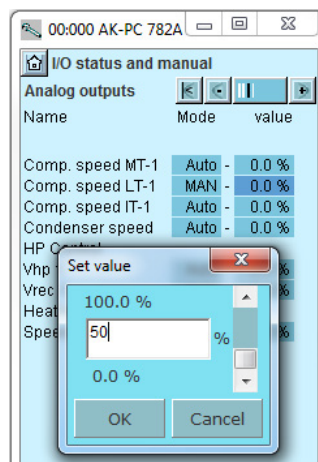 00:000 AK-PC 782A
I/O status and manual
Analog outputs
Name Mode value
Comp. speed MT-1 Auto - 0.0 %
Comp. speed LT-1 MAN - 0.0 %
Comp. speed IT-1 Auto - 0.0 %
Condenser speed Auto - 0.0 %
HP Control
Vhp
%
Vrec
%
Heat
Spee
%
Set value
100.0 %
50 %
0.0 %
OK Cancel